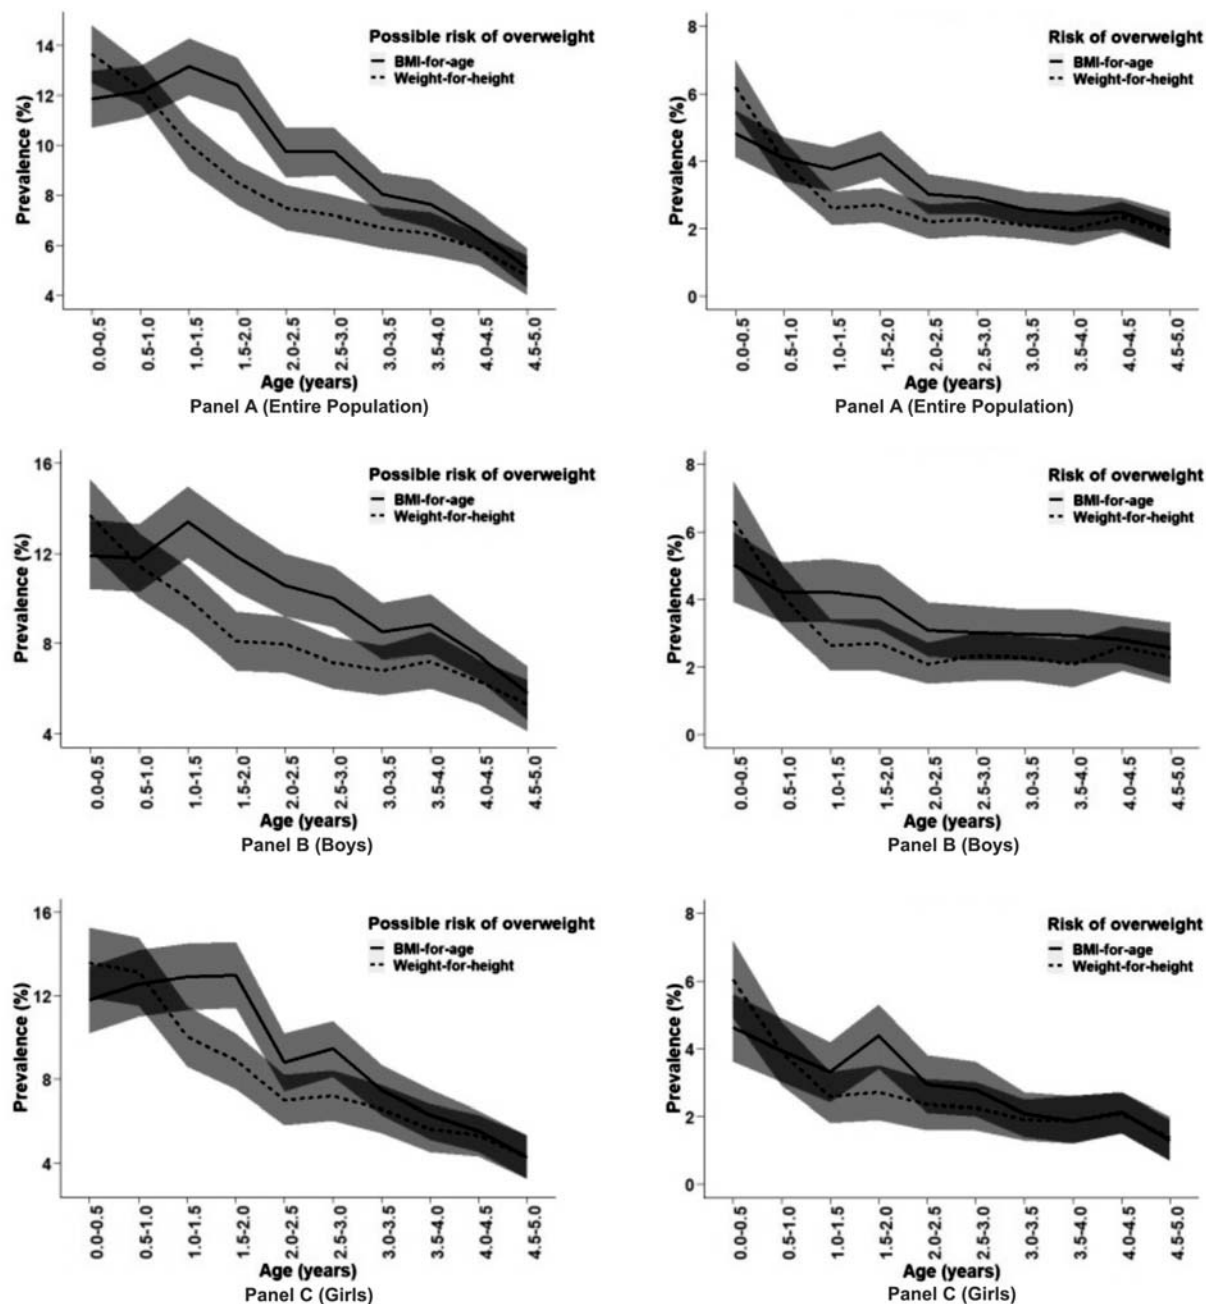 Possible risk of overweight
BMI-for-age
Weight-for-height
Prevalence (%)
14
12
10
8
6
4
0.0-0.5
0.5-1.0
1.0-1.5
1.5-2.0
2.0-2.5
2.5-3.0
3.0-3.5
3.5-4.0
4.0-4.5
4.5-5.0
Age (years)
Panel A (Entire Population)
Risk of overweight
BMI-for-age
Weight-for-height
Prevalence (%)
8
6
4
2
0
0.0-0.5
0.5-1.0
1.0-1.5
1.5-2.0
2.0-2.5
2.5-3.0
3.0-3.5
3.5-4.0
4.0-4.5
4.5-5.0
Age (years)
Panel A (Entire Population)
Possible risk of overweight
BMI-for-age
Weight-for-height
Prevalence (%)
16
12
8
4
0.0-0.5
0.5-1.0
1.0-1.5
1.5-2.0
2.0-2.5
2.5-3.0
3.0-3.5
3.5-4.0
4.0-4.5
4.5-5.0
Age (years)
Panel B (Boys)
Risk of overweight
BMI-for-age
Weight-for-height
Prevalence (%)
8
6
4
2
0
0.0-0.5
0.5-1.0
1.0-1.5
1.5-2.0
2.0-2.5
2.5-3.0
3.0-3.5
3.5-4.0
4.0-4.5
4.5-5.0
Age (years)
Panel B (Boys)
Possible risk of overweight
BMI-for-age
Weight-for-height
Prevalence (%)
16
12
8
4
0.0-0.5
0.5-1.0
1.0-1.5
1.5-2.0
2.0-2.5
2.5-3.0
3.0-3.5
3.5-4.0
4.0-4.5
4.5-5.0
Age (years)
Panel C (Girls)
Risk of overweight
BMI-for-age
Weight-for-height
Prevalence (%)
8
6
4
2
0
0.0-0.5
0.5-1.0
1.0-1.5
1.5-2.0
2.0-2.5
2.5-3.0
3.0-3.5
3.5-4.0
4.0-4.5
4.5-5.0
Age (years)
Panel C (Girls)